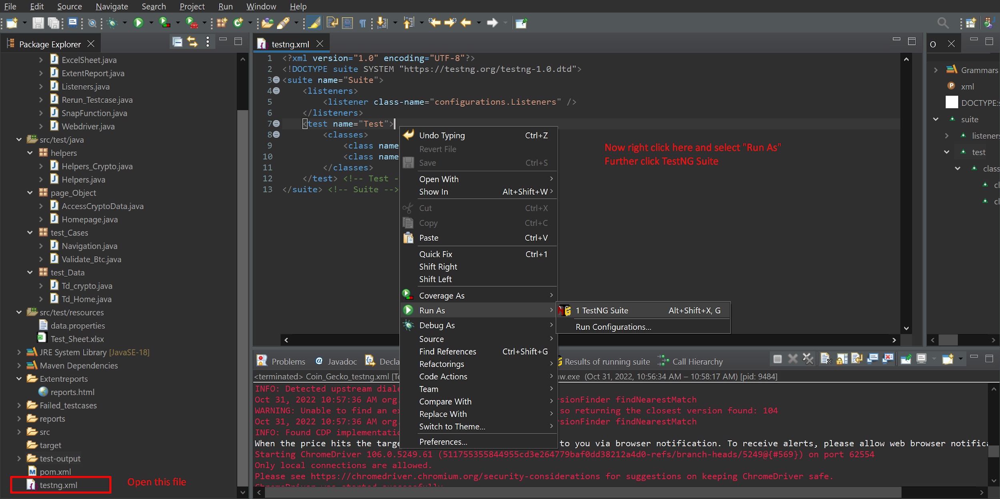 File Edit Source Navigate Search Project Run Window Help
Package Explorer
ExcelSheet.java
ExtentReport.java
Listeners.java
Rerun_Testcase.java
SnapFunction.java
Webdriver.java
src/test/java
helpers
Helpers_Crypto.java
Helpers.java
page_Object
AccessCryptoData.java
Homepage.java
test_Cases
Navigation.java
Validate_Btc.java
test_Data
Td_crypto.java
Td_Home.java
src/test/resources
data.properties
Test_Sheet.xlsx
JRE System Library [JavaSE-18]
Maven Dependencies
Extentreports
reports.html
Failed_testcases
reports
src
target
test-output
pom.xml
testng.xml
Open this file
testng.xml
1 <?xml version="1.0" encoding="UTF-8"?>
2 <!DOCTYPE suite SYSTEM "https://testng.org/testng-1.0.dtd">
3 <suite name="Suite">
4 <listeners>
5 <listener class-name="configurations.Listeners" />
6 </listeners>
7 <test name="Test">
8 <classes>
9 <class name
10 <class name
11 </classes>
12 </test> <!-- Test -
13 </suite> <!-- Suite -->
Now right click here and select "Run As"
Further click TestNG Suite
Undo Typing Ctrl+Z
Revert File
Save Ctrl+S
Open With
Show In Alt+Shift+W
Cut Ctrl+X
Copy Ctrl+C
Paste Ctrl+V
Quick Fix Ctrl+1
Shift Right
Shift Left
Coverage As
Run As
Debug As
Source
Find References Ctrl+Shift+G
Refactorings
Code Actions
Team
Compare With
Replace With
Switch to Theme...
Preferences...
1 TestNG Suite Alt+Shift+X, G
Run Configurations...
O
Grammars
xml
DOCTYPE:
suite
listener
test
class
cl
cl
Problems Javadoc Decla Results of running suite Call Hierarchy
<terminated> Coin_Gecko_testng.xml [Te w.exe (Oct 31, 2022, 10:56:34 AM – 10:58:17 AM) [pid: 9484]
INFO: Detected upstream diale
Oct 31, 2022 10:57:36 AM org. rsionFinder findNearestMatch
WARNING: Unable to find an ex so returning the closest version found: 104
Oct 31, 2022 10:57:36 AM org. rsionFinder findNearestMatch
INFO: Found CDP implementatio
When the price hits the targe to you via browser notification. To receive alerts, please allow web browser notific
Starting ChromeDriver 106.0.5249.61 (511755355844955cd3e264779baf0dd38212a4d0-refs/branch-heads/5249@{#569}) on port 62554
Only local connections are allowed.
Please see https://chromedriver.chromium.org/security-considerations for suggestions on keeping ChromeDriver safe.
ChromeDriver was started successfully